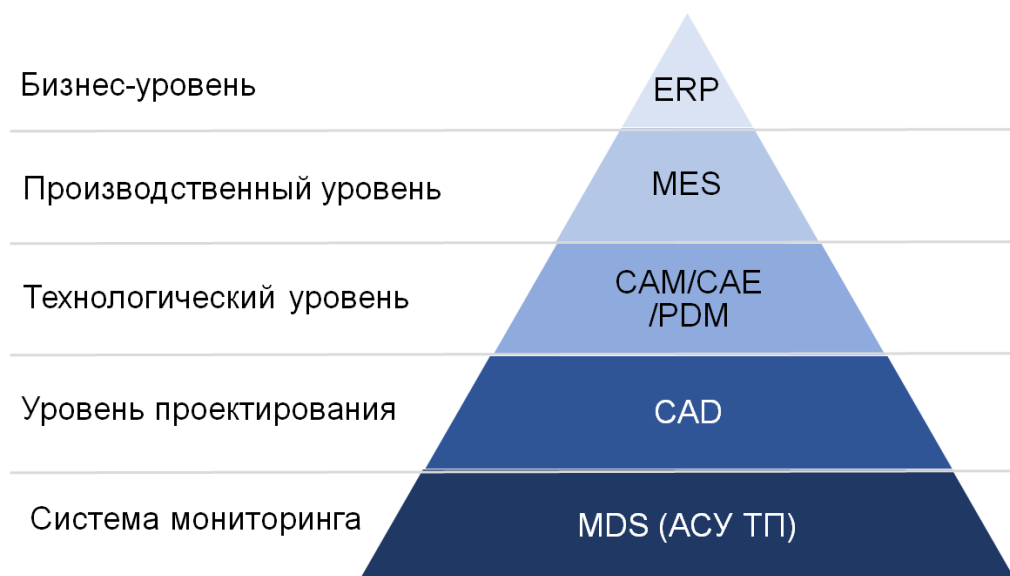 Бизнес-уровень
ERP
Производственный уровень
MES
Технологический уровень
CAM/CAE
/PDM
Уровень проектирования
CAD
Система мониторинга
MDS (АСУ ТП)